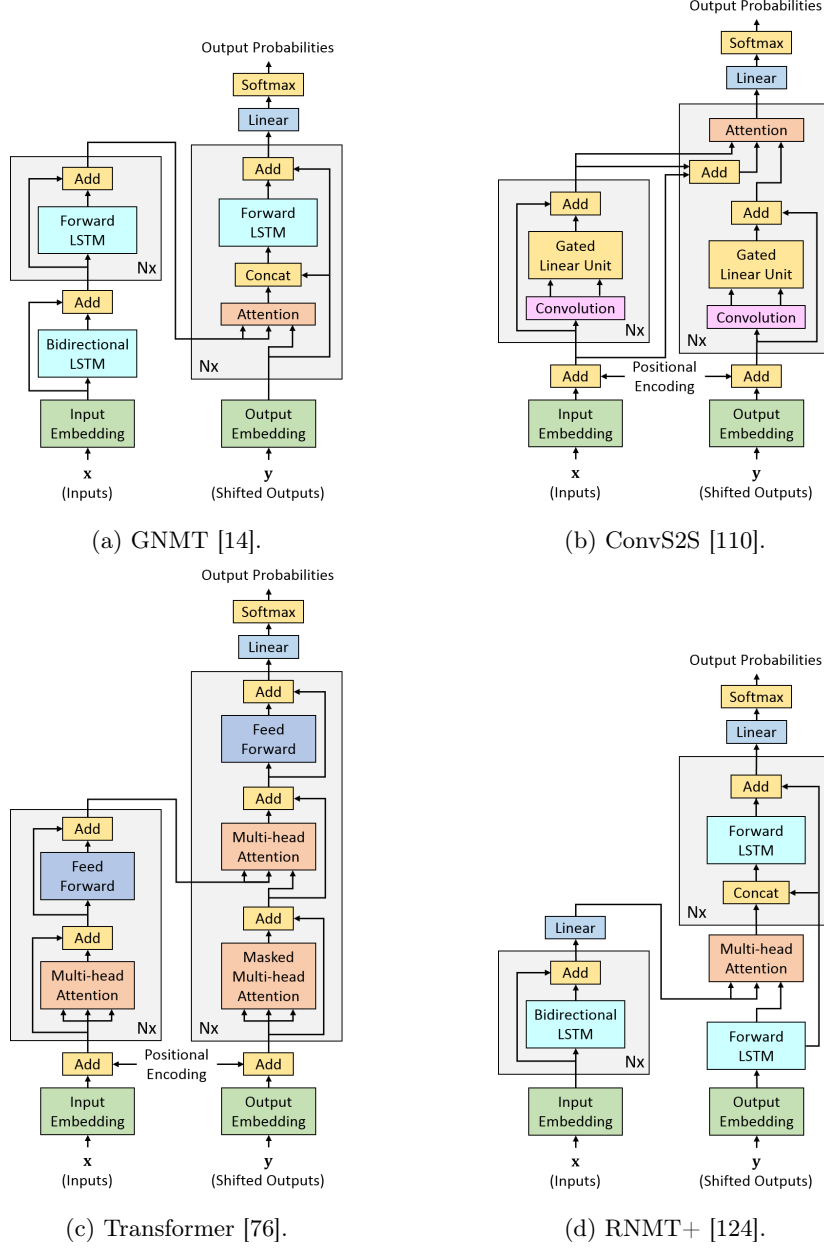 Output Probabilities
Softmax
Linear
Add
Forward
LSTM
Concat
Attention
Nx
Add
Forward
LSTM
Nx
Add
Bidirectional
LSTM
Input
Embedding
Output
Embedding
x
(Inputs)
y
(Shifted Outputs)
(a) GNMT [14].
Output Probabilities
Softmax
Linear
Attention
Add
Add
Gated
Linear Unit
Convolution
Nx
Add
Gated
Linear Unit
Convolution
Nx
Add
Positional
Encoding
Add
Input
Embedding
Output
Embedding
x
(Inputs)
y
(Shifted Outputs)
(b) ConvS2S [110].
Output Probabilities
Softmax
Linear
Add
Feed
Forward
Add
Multi-head
Attention
Add
Masked
Multi-head
Attention
Nx
Add
Feed
Forward
Add
Multi-head
Attention
Nx
Add
Positional
Encoding
Add
Input
Embedding
Output
Embedding
x
(Inputs)
y
(Shifted Outputs)
(c) Transformer [76].
Output Probabilities
Softmax
Linear
Add
Forward
LSTM
Concat
Nx
Multi-head
Attention
Forward
LSTM
Linear
Add
Bidirectional
LSTM
Nx
Input
Embedding
Output
Embedding
x
(Inputs)
y
(Shifted Outputs)
(d) RNMT+ [124].